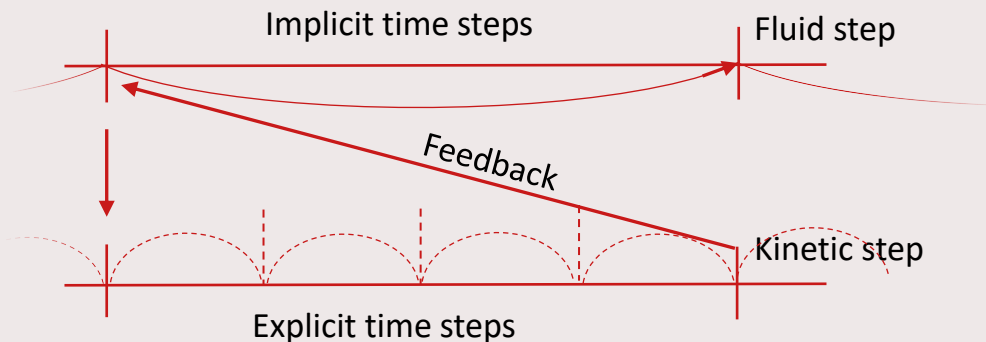 Implicit time steps
Fluid step
Feedback
Kinetic step
Explicit time steps